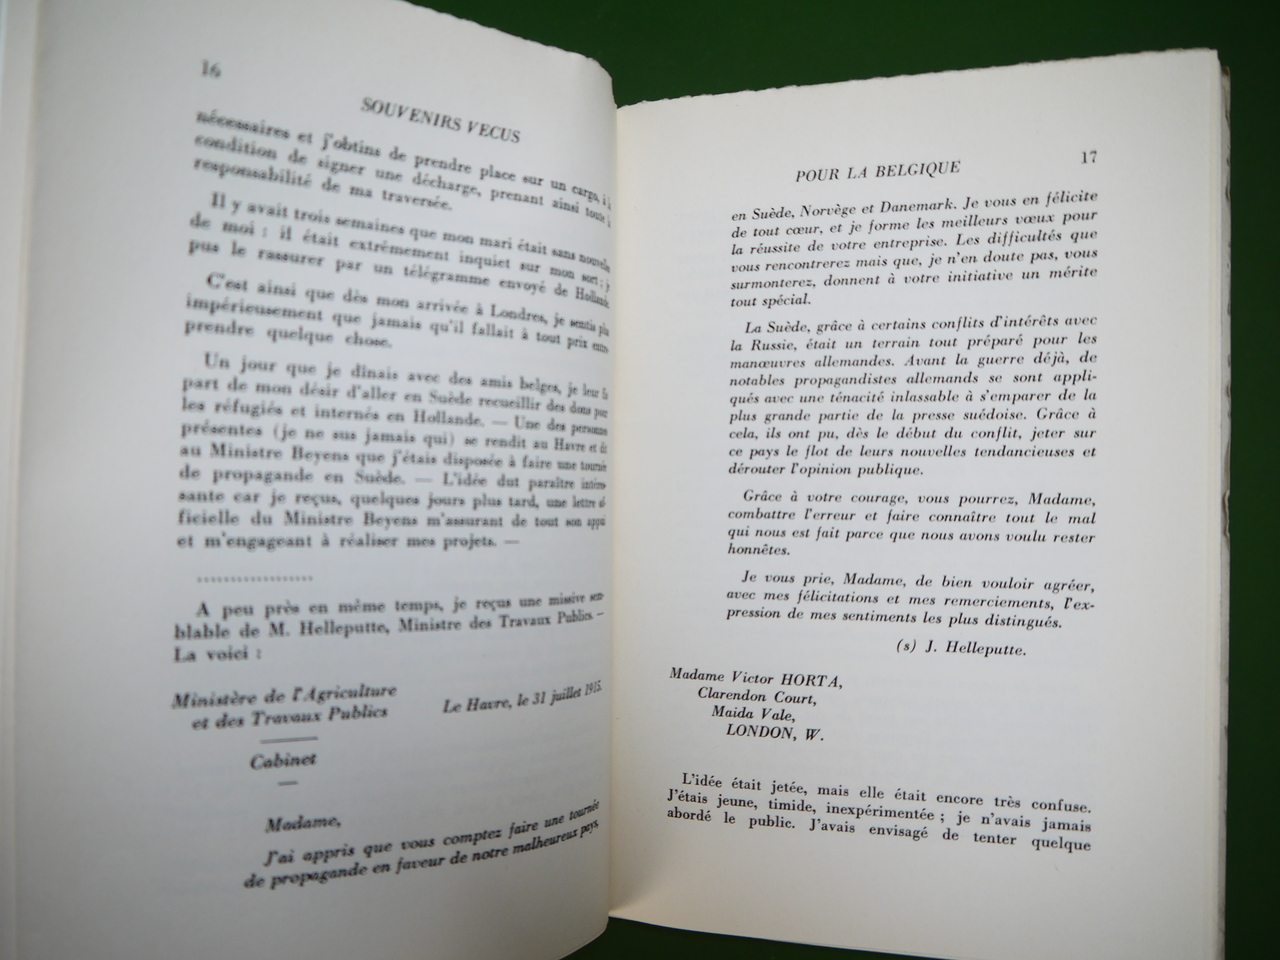 16
SOUVENIRS VECUS
nécessaires et j'obtins de prendre place sur un cargo, à la
condition de signer une décharge, prenant ainsi toute la
responsabilité de ma traversée.
Il y avait trois semaines que mon mari était sans nouvelle
de moi : il était extrêmement inquiet sur mon sort ; je
pus le rassurer par un télégramme envoyé de Hollande.
C'est ainsi que dès mon arrivée à Londres, je sentis plus
impérieusement que jamais qu'il fallait à tout prix entre-
prendre quelque chose.
Un jour que je dînais avec des amis belges, je leur fis
part de mon désir d'aller en Suède recueillir des dons pour
les réfugiés et internés en Hollande. — Une des personnes
présentes (je ne sus jamais qui) se rendit au Havre et dit
au Ministre Beyens que j'étais disposée à faire une tournée
de propagande en Suède. — L'idée dut paraître intéres-
sante car je reçus, quelques jours plus tard, une lettre of-
ficielle du Ministre Beyens m'assurant de tout son appui
et m'engageant à réaliser mes projets. —
...................
A peu près en même temps, je reçus une missive sem-
blable de M. Helleputte, Ministre des Travaux Publics. —
La voici :
Ministère de l'Agriculture
et des Travaux Publics
Le Havre, le 31 juillet 1915.
Cabinet
Madame,
J'ai appris que vous comptez faire une tournée
de propagande en faveur de notre malheureux pays,
17
POUR LA BELGIQUE
en Suède, Norvège et Danemark. Je vous en félicite
de tout cœur, et je forme les meilleurs vœux pour
la réussite de votre entreprise. Les difficultés que
vous rencontrerez mais que, je n'en doute pas, vous
surmonterez, donnent à votre initiative un mérite
tout spécial.
La Suède, grâce à certains conflits d'intérêts avec
la Russie, était un terrain tout préparé pour les
manœuvres allemandes. Avant la guerre déjà, de
notables propagandistes allemands se sont appli-
qués avec une ténacité inlassable à s'emparer de la
plus grande partie de la presse suédoise. Grâce à
cela, ils ont pu, dès le début du conflit, jeter sur
ce pays le flot de leurs nouvelles tendancieuses et
dérouter l'opinion publique.
Grâce à votre courage, vous pourrez, Madame,
combattre l'erreur et faire connaître tout le mal
qui nous est fait parce que nous avons voulu rester
honnêtes.
Je vous prie, Madame, de bien vouloir agréer,
avec mes félicitations et mes remerciements, l'ex-
pression de mes sentiments les plus distingués.
(s) J. Helleputte.
Madame Victor HORTA,
Clarendon Court,
Maida Vale,
LONDON, W.
L'idée était jetée, mais elle était encore très confuse.
J'étais jeune, timide, inexpérimentée ; je n'avais jamais
abordé le public. J'avais envisagé de tenter quelque